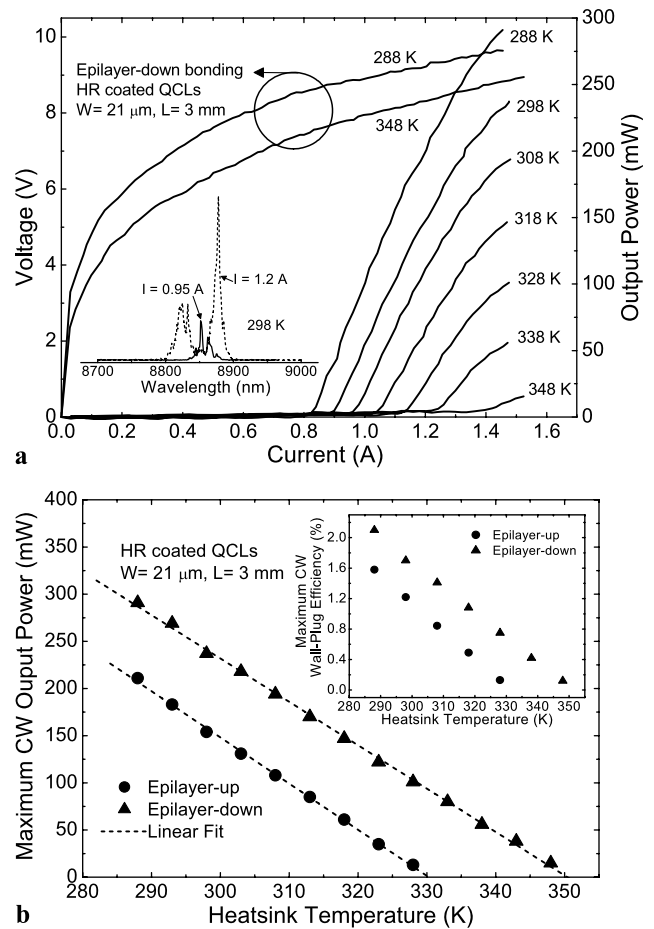 10
8
6
4
2
0
Voltage (V)
300
250
200
150
100
50
0
Output Power (mW)
Epilayer-down bonding
HR coated QCLs
W= 21 μm, L= 3 mm
288 K
348 K
288 K
298 K
308 K
318 K
328 K
338 K
348 K
I = 0.95 A
I = 1.2 A
298 K
8700 8800 8900 9000
Wavelength (nm)
0.0 0.2 0.4 0.6 0.8 1.0 1.2 1.4 1.6
Current (A)
a
400
350
300
250
200
150
100
50
0
Maximum CW Ouput Power (mW)
HR coated QCLs
W= 21 μm, L= 3 mm
Epilayer-up
Epilayer-down
Linear Fit
2.0
1.6
1.2
0.8
0.4
0.0
Maximum CW
Wall-Plug Efficiency (%)
Epilayer-up
Epilayer-down
280 290 300 310 320 330 340 350
Heatsink Temperature (K)
280 290 300 310 320 330 340 350
Heatsink Temperature (K)
b